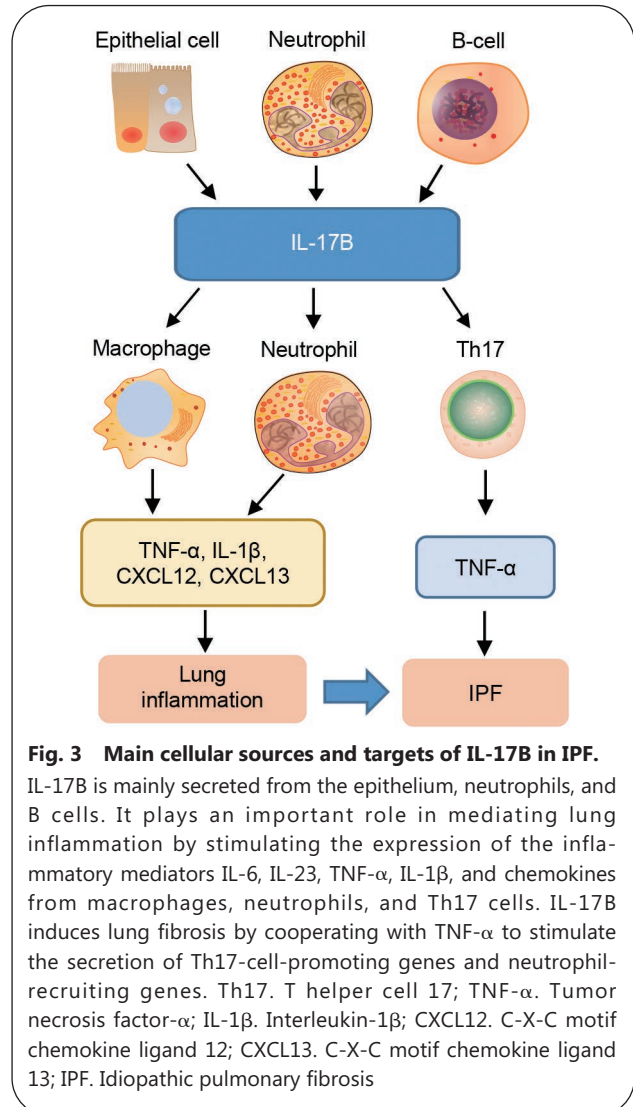 Epithelial cell Neutrophil B-cell
IL-17B
Macrophage Neutrophil Th17
TNF-α, IL-1β,
CXCL12, CXCL13
TNF-α
Lung
inflammation
IPF
Fig. 3 Main cellular sources and targets of IL-17B in IPF.
IL-17B is mainly secreted from the epithelium, neutrophils, and
B cells. It plays an important role in mediating lung
inflammation by stimulating the expression of the infla-
mmatory mediators IL-6, IL-23, TNF-α, IL-1β, and chemokines
from macrophages, neutrophils, and Th17 cells. IL-17B
induces lung fibrosis by cooperating with TNF-α to stimulate
the secretion of Th17-cell-promoting genes and neutrophil-
recruiting genes. Th17. T helper cell 17; TNF-α. Tumor
necrosis factor-α; IL-1β. Interleukin-1β; CXCL12. C-X-C motif
chemokine ligand 12; CXCL13. C-X-C motif chemokine ligand
13; IPF. Idiopathic pulmonary fibrosis